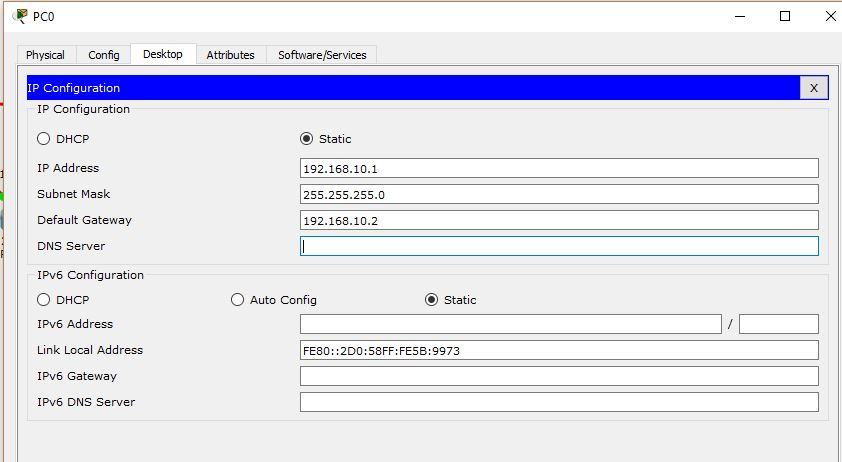 PC0
Physical Config Desktop Attributes Software/Services
IP Configuration X
IP Configuration
DHCP Static
IP Address 192.168.10.1
Subnet Mask 255.255.255.0
Default Gateway 192.168.10.2
DNS Server
IPv6 Configuration
DHCP Auto Config Static
IPv6 Address /
Link Local Address FE80::2D0:58FF:FE5B:9973
IPv6 Gateway
IPv6 DNS Server